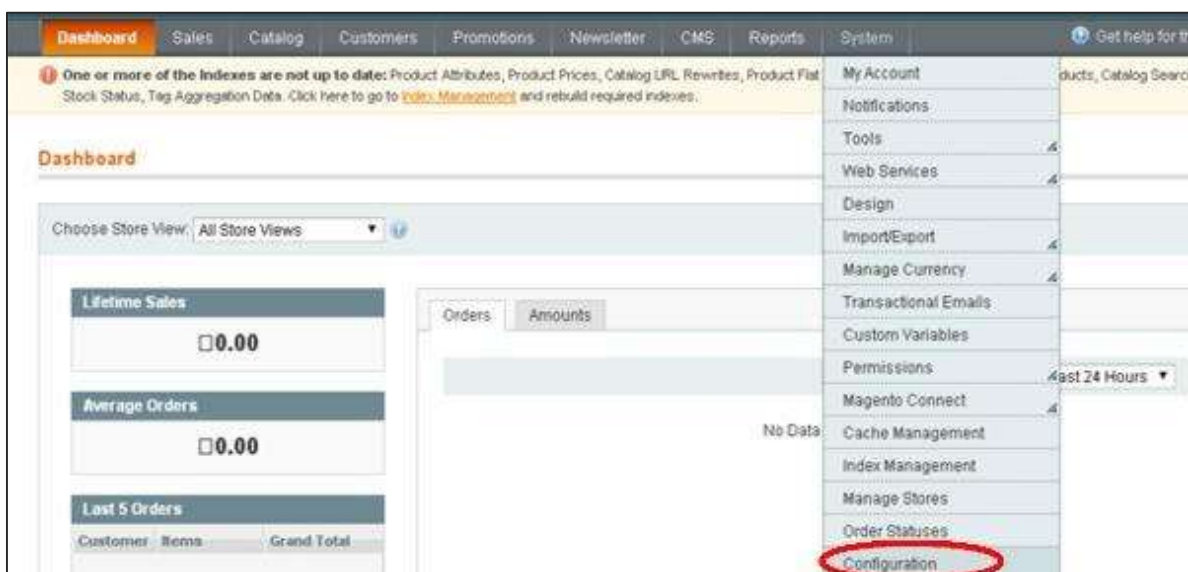 Dashboard Sales Catalog Customers Promotions Newsletter CMS Reports System Get help for th
One or more of the Indexes are not up to date: Product Attributes, Product Prices, Catalog URL Rewrites, Product Flat ducts, Catalog Searc
Stock Status, Tag Aggregation Data. Click here to go to Index Management and rebuild required indexes.
My Account
Notifications
Tools
Web Services
Design
Import/Export
Manage Currency
Transactional Emails
Custom Variables
Permissions
Magento Connect
Cache Management
Index Management
Manage Stores
Order Statuses
Configuration
Dashboard
Choose Store View: All Store Views
Lifetime Sales
□0.00
Average Orders
□0.00
Last 5 Orders
Customer Items Grand Total
Orders Amounts
ast 24 Hours
No Data